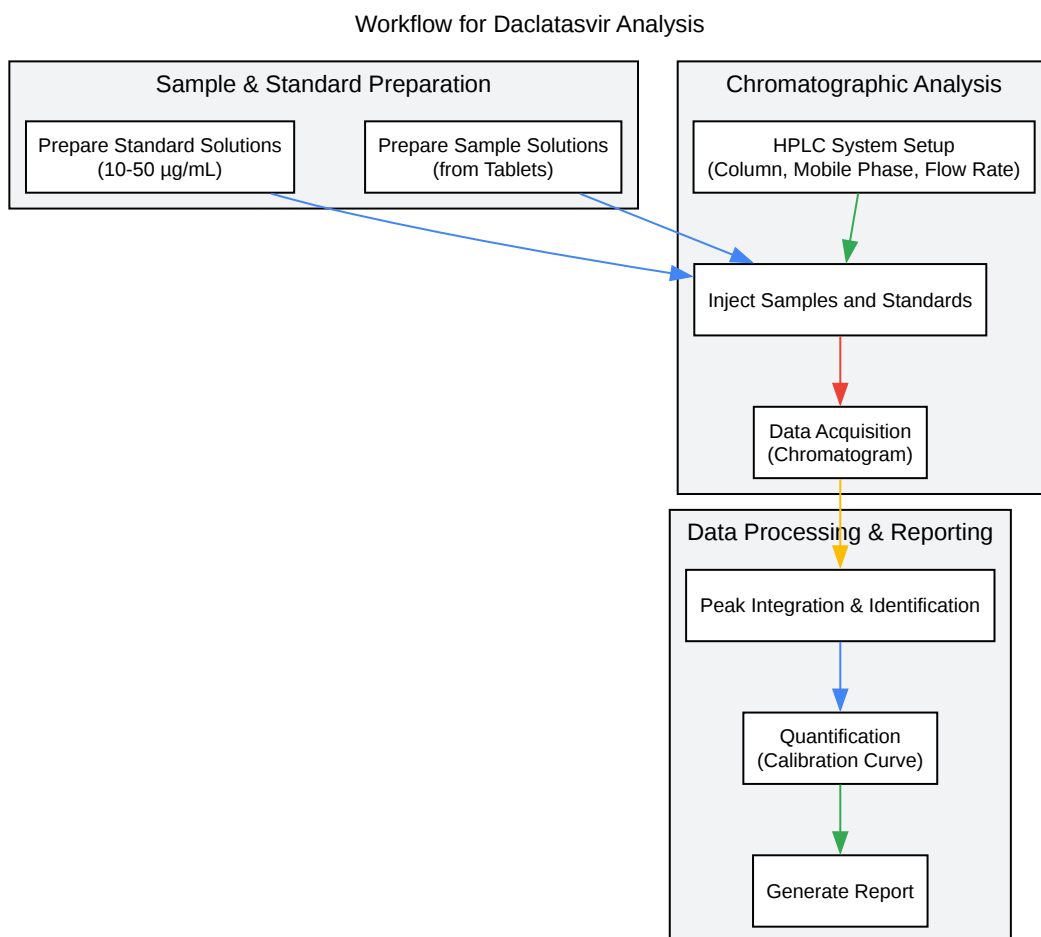 Workflow for Daclatasvir Analysis
Sample & Standard Preparation
Prepare Standard Solutions
(10-50 µg/mL)
Prepare Sample Solutions
(from Tablets)
Chromatographic Analysis
HPLC System Setup
(Column, Mobile Phase, Flow Rate)
Inject Samples and Standards
Data Acquisition
(Chromatogram)
Data Processing & Reporting
Peak Integration & Identification
Quantification
(Calibration Curve)
Generate Report